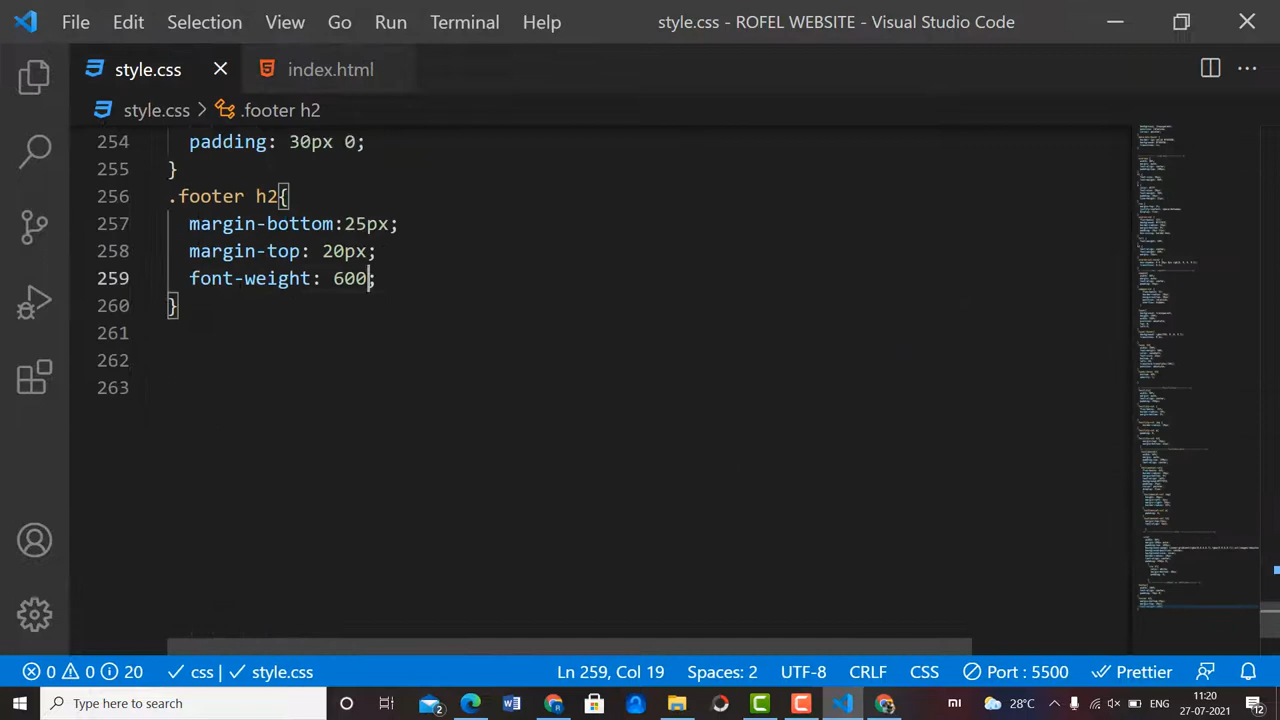 File Edit Selection View Go Run Terminal Help style.css - ROFEL WEBSITE - Visual Studio Code
style.css index.html
style.css > .footer h2
254 padding: 30px 0;
255 }
256 .footer h2{
257 margin-bottom:25px;
258 margin-top: 20px;
259 font-weight: 600;
260 }
261
262
263
0 0 20 css | style.css Ln 259, Col 19 Spaces: 2 UTF-8 CRLF CSS Port : 5500 Prettier
Type here to search 2 28°C 11:20
27-07-2021